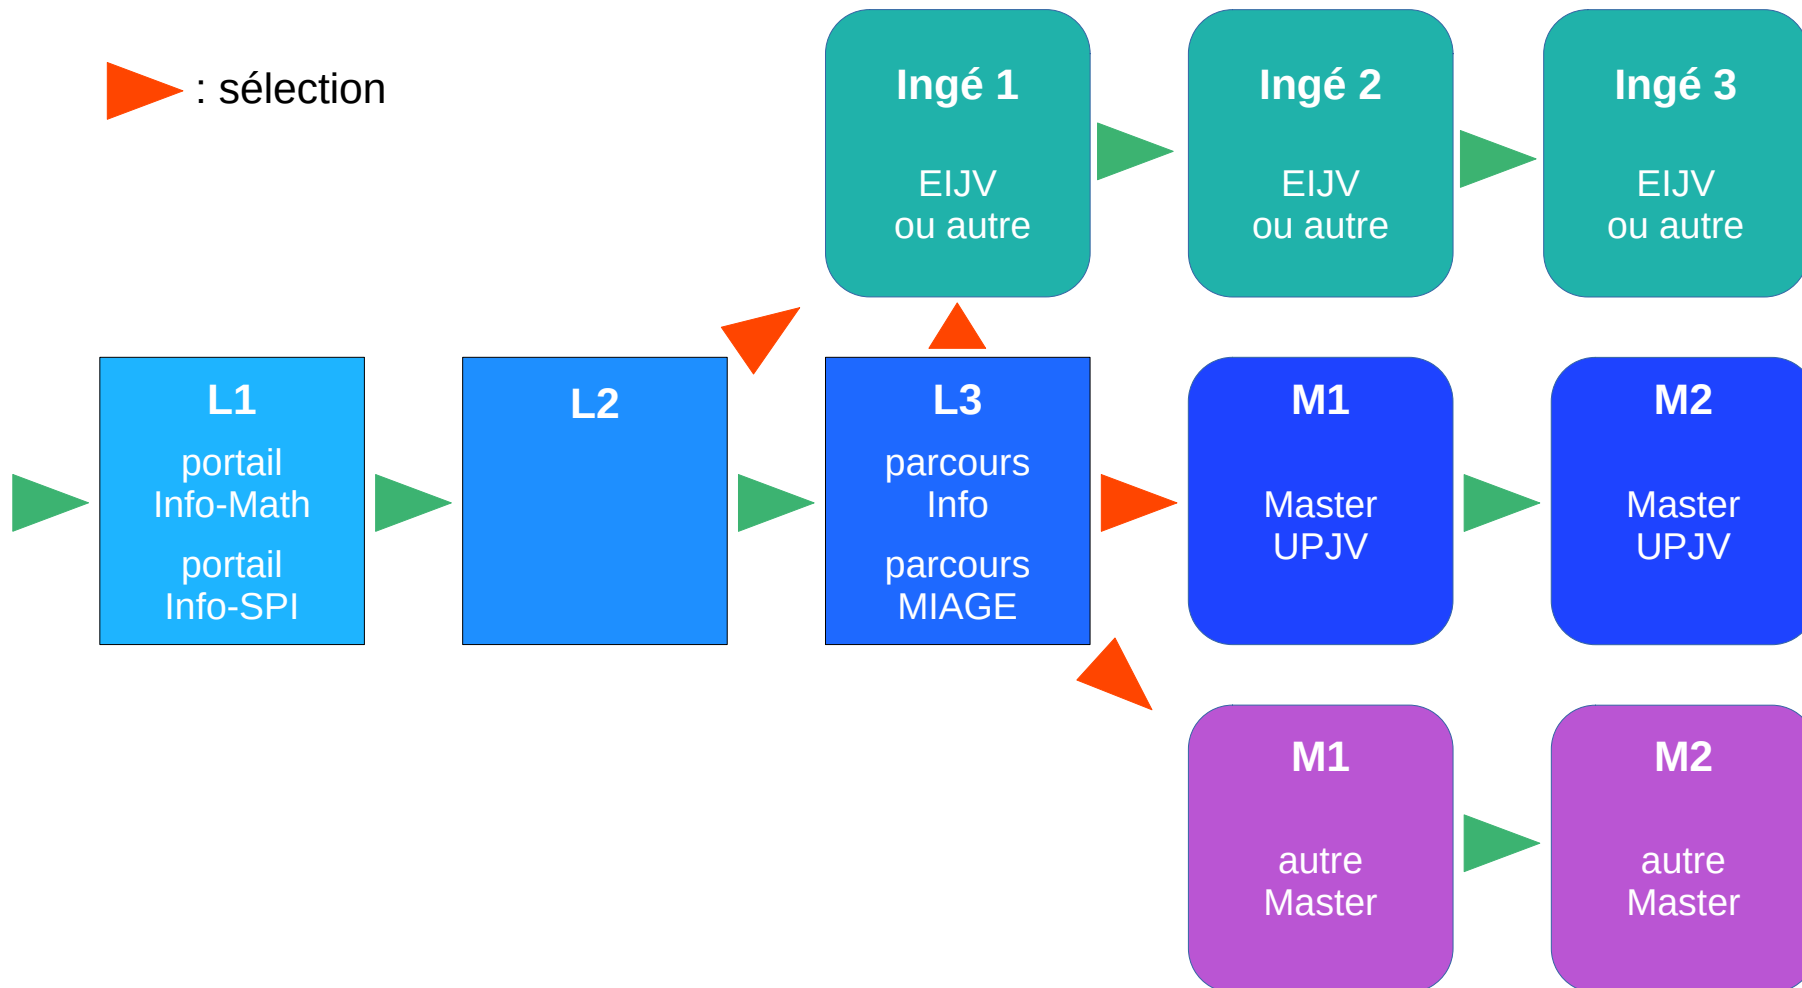 : sélection
Ingé 1
EIJV
ou autre
Ingé 2
EIJV
ou autre
Ingé 3
EIJV
ou autre
L1
portail
Info-Math
portail
Info-SPI
L2
L3
parcours
Info
parcours
MIAGE
M1
Master
UPJV
M2
Master
UPJV
M1
autre
Master
M2
autre
Master